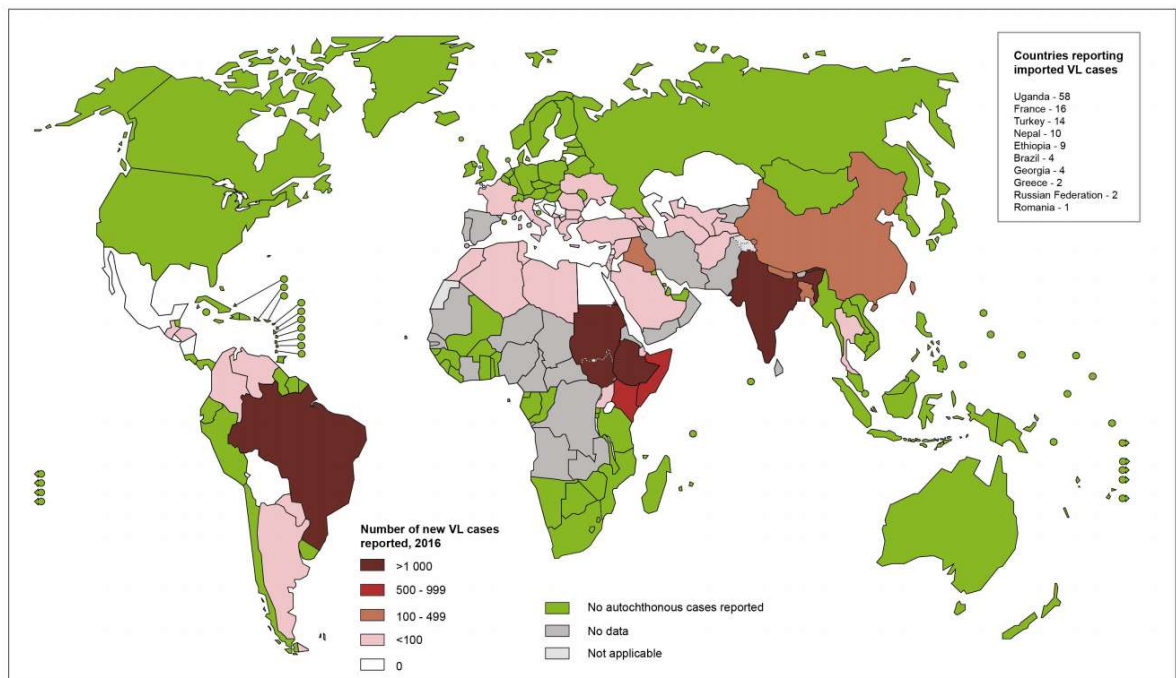 Countries reporting
imported VL cases
Uganda - 58
France - 16
Turkey - 14
Nepal - 10
Ethiopia - 9
Brazil - 4
Georgia - 4
Greece - 2
Russian Federation - 2
Romania - 1
Number of new VL cases
reported, 2016
>1 000
500 - 999
100 - 499
<100
0
No autochthonous cases reported
No data
Not applicable